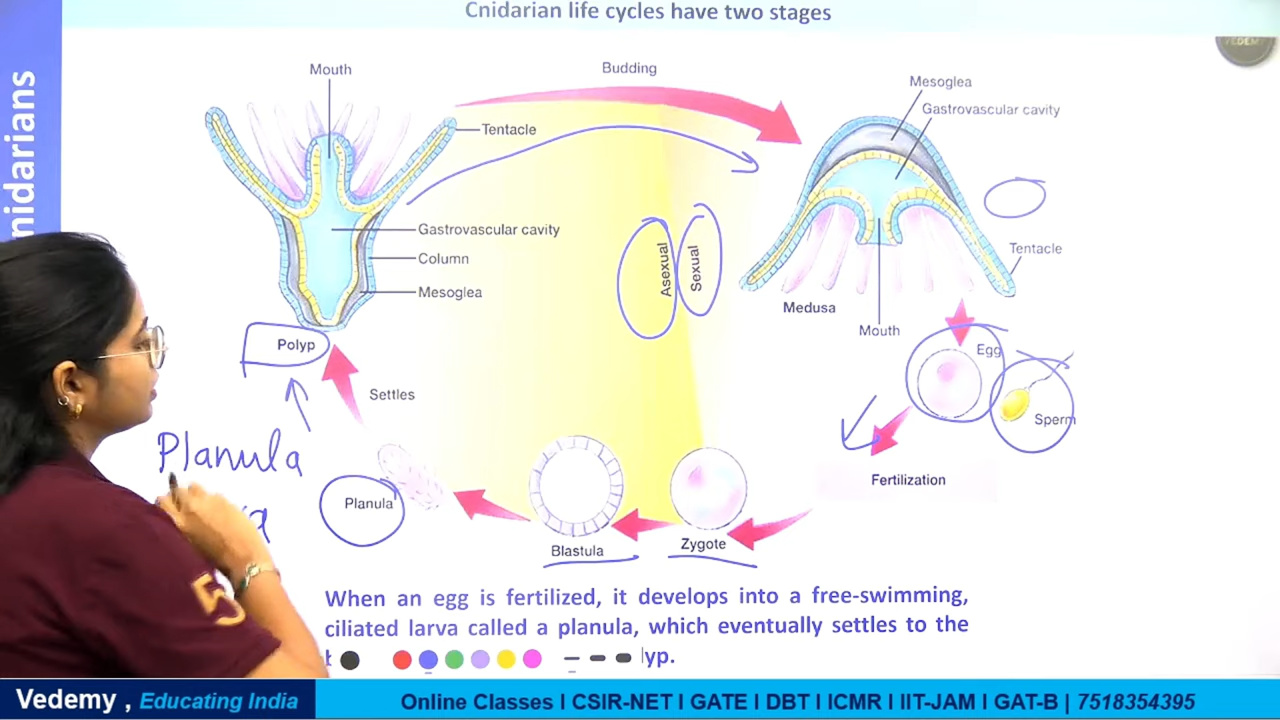 Cnidarian life cycles have two stages
nidarians
VEDEMY
Mouth
Budding
Mesoglea
Gastrovascular cavity
Tentacle
Gastrovascular cavity
Column
Mesoglea
Asexual
Sexual
Tentacle
Medusa
Mouth
Polyp
Egg
Settles
Sperm
Planula
Planula
Fertilization
Blastula
Zygote
When an egg is fertilized, it develops into a free-swimming,
ciliated larva called a planula, which eventually settles to the
yp.
5
Vedemy , Educating India
Online Classes I CSIR-NET I GATE I DBT I ICMR I IIT-JAM I GAT-B | 7518354395